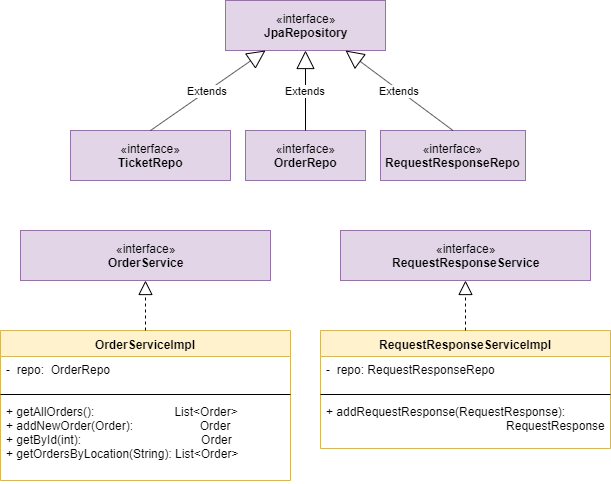 «interface»
JpaRepository
Extends Extends Extends
«interface»
TicketRepo
«interface»
OrderRepo
«interface»
RequestResponseRepo
«interface»
OrderService
«interface»
RequestResponseService
OrderServiceImpl
- repo: OrderRepo
+ getAllOrders(): List<Order>
+ addNewOrder(Order): Order
+ getById(int): Order
+ getOrdersByLocation(String): List<Order>
RequestResponseServiceImpl
- repo: RequestResponseRepo
+ addRequestResponse(RequestResponse):
RequestResponse